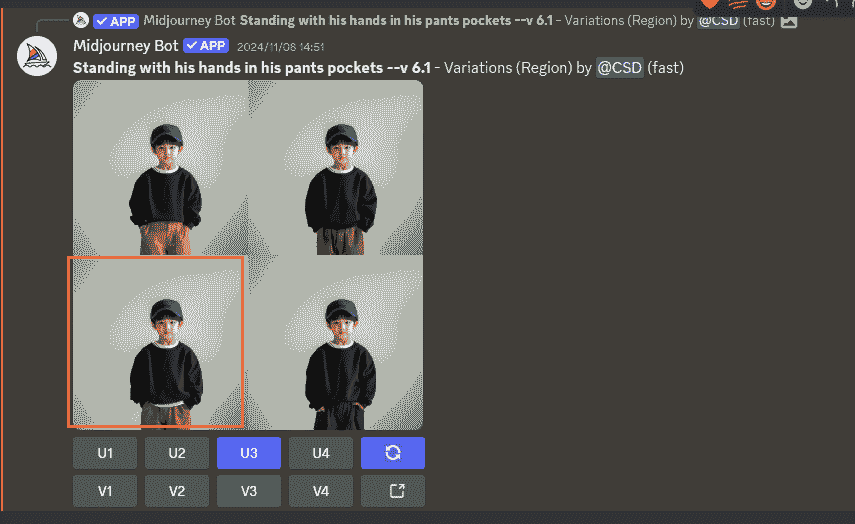 APP Midjourney Bot Standing with his hands in his pants pockets --v 6.1 - Variations (Region) by @CSD (fast)
Midjourney Bot APP 2024/11/08 14:51
Standing with his hands in his pants pockets --v 6.1 - Variations (Region) by @CSD (fast)
U1 U2 U3 U4
V1 V2 V3 V4